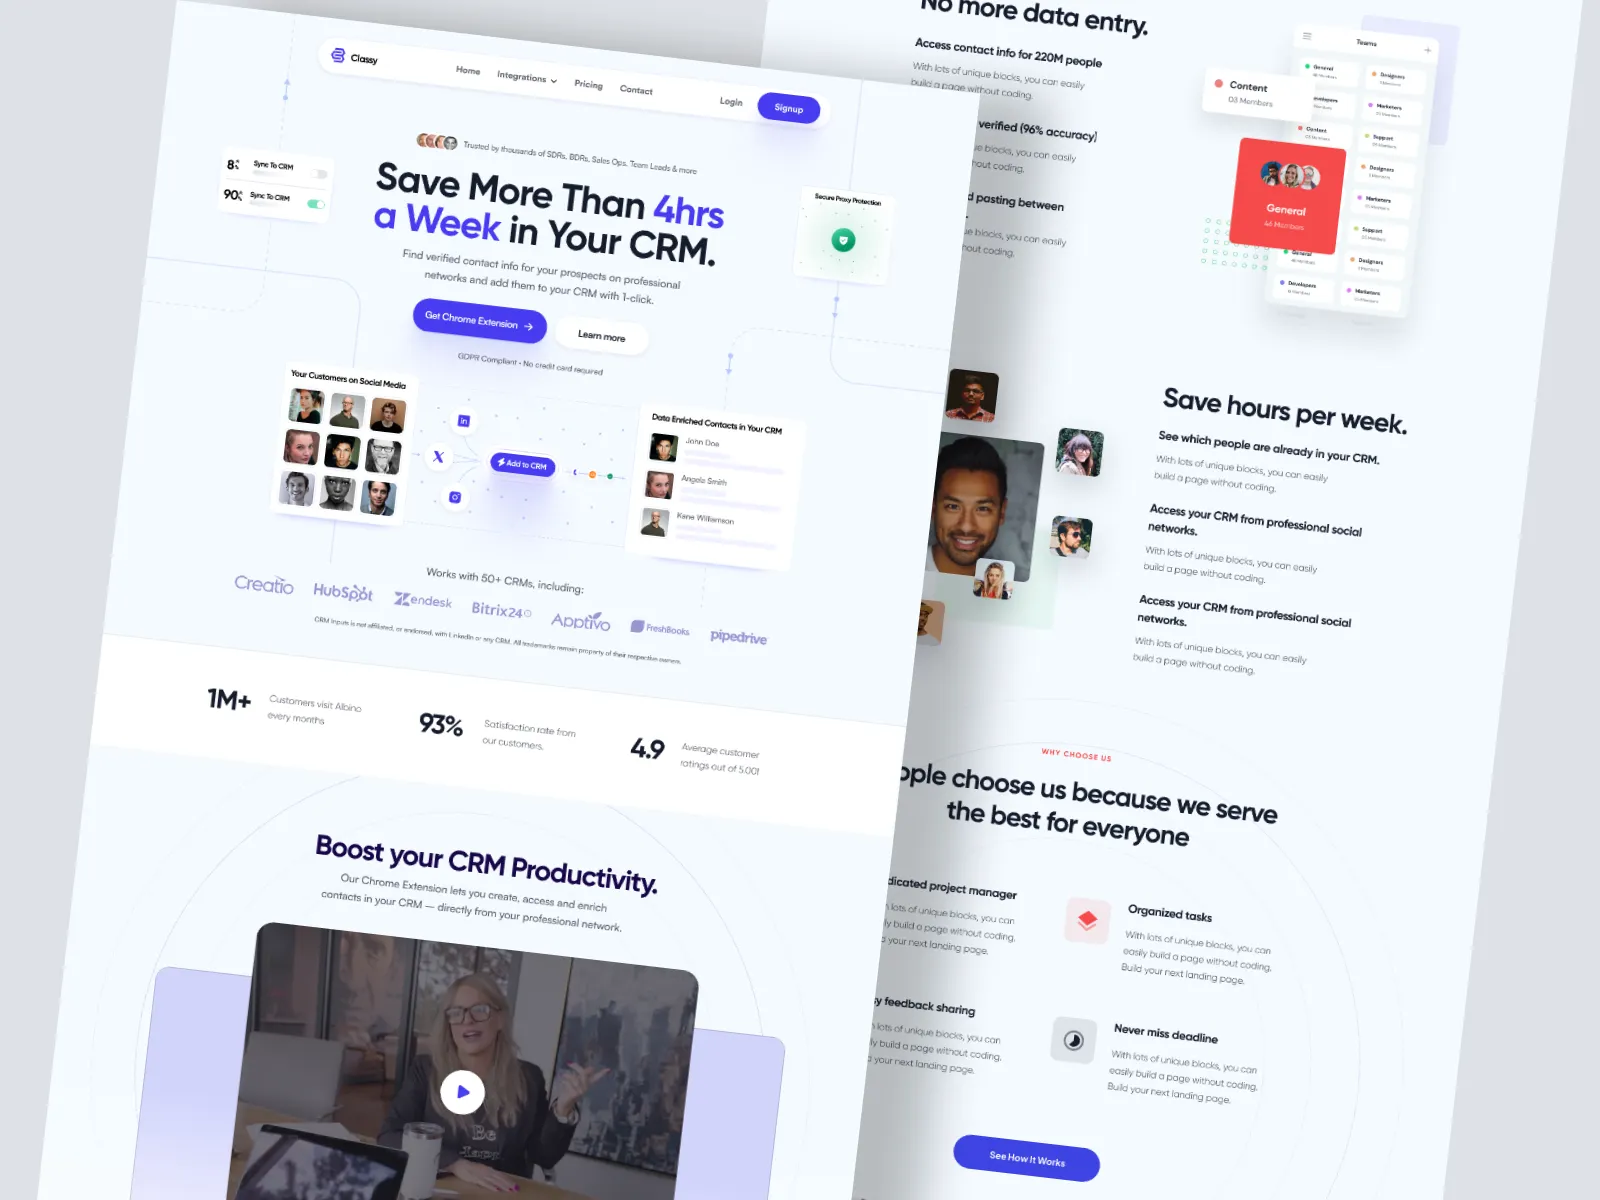 Classy
Home
Integrations
Pricing
Contact
Login
Signup
Trusted by thousands of SDRs, BDRs, Sales Ops, Team Leads & more
Save More Than 4hrs
a Week in Your CRM.
Find verified contact info for your prospects on professional
networks and add them to your CRM with 1-click.
Get Chrome Extension →
Learn more
GDPR Compliant - No credit card required
8%
Sync To CRM
90%
Sync To CRM
Secure Proxy Protection
Your Customers on Social Media
in
X
Add to CRM
Data Enriched Contacts in Your CRM
John Doe
Angela Smith
Kane Williamson
Works with 50+ CRMs, including:
Creatio
HubSpot
Zendesk
Bitrix24
Apptivo
FreshBooks
pipedrive
CRM Inputs is not affiliated, or endorsed, with LinkedIn or any CRM. All trademarks remain property of their respective owners.
1M+
Customers visit Albino
every months
93%
Satisfaction rate from
our customers.
4.9
Average customer
ratings out of 5.00!
Boost your CRM Productivity.
Our Chrome Extension lets you create, access and enrich
contacts in your CRM — directly from your professional network.
Be
No more data entry.
Access contact info for 220M people
With lots of unique blocks, you can easily
build a page without coding.
verified (96% accuracy)
of unique blocks, you can easily
without coding.
d pasting between
of unique blocks, you can easily
without coding.
Teams
General
Designers
Content
03 Members
Developers
Marketers
Content
Support
General
46 Members
Designers
Marketers
Support
General
Designers
Developers
Marketers
Save hours per week.
See which people are already in your CRM.
With lots of unique blocks, you can easily
build a page without coding.
Access your CRM from professional social
networks.
With lots of unique blocks, you can easily
build a page without coding.
Access your CRM from professional social
networks.
With lots of unique blocks, you can easily
build a page without coding.
WHY CHOOSE US
ople choose us because we serve
the best for everyone
dicated project manager
lots of unique blocks, you can
ly build a page without coding.
your next landing page.
Organized tasks
With lots of unique blocks, you can
easily build a page without coding.
Build your next landing page.
y feedback sharing
lots of unique blocks, you can
ly build a page without coding.
your next landing page.
Never miss deadline
With lots of unique blocks, you can
easily build a page without coding.
Build your next landing page.
See How It Works